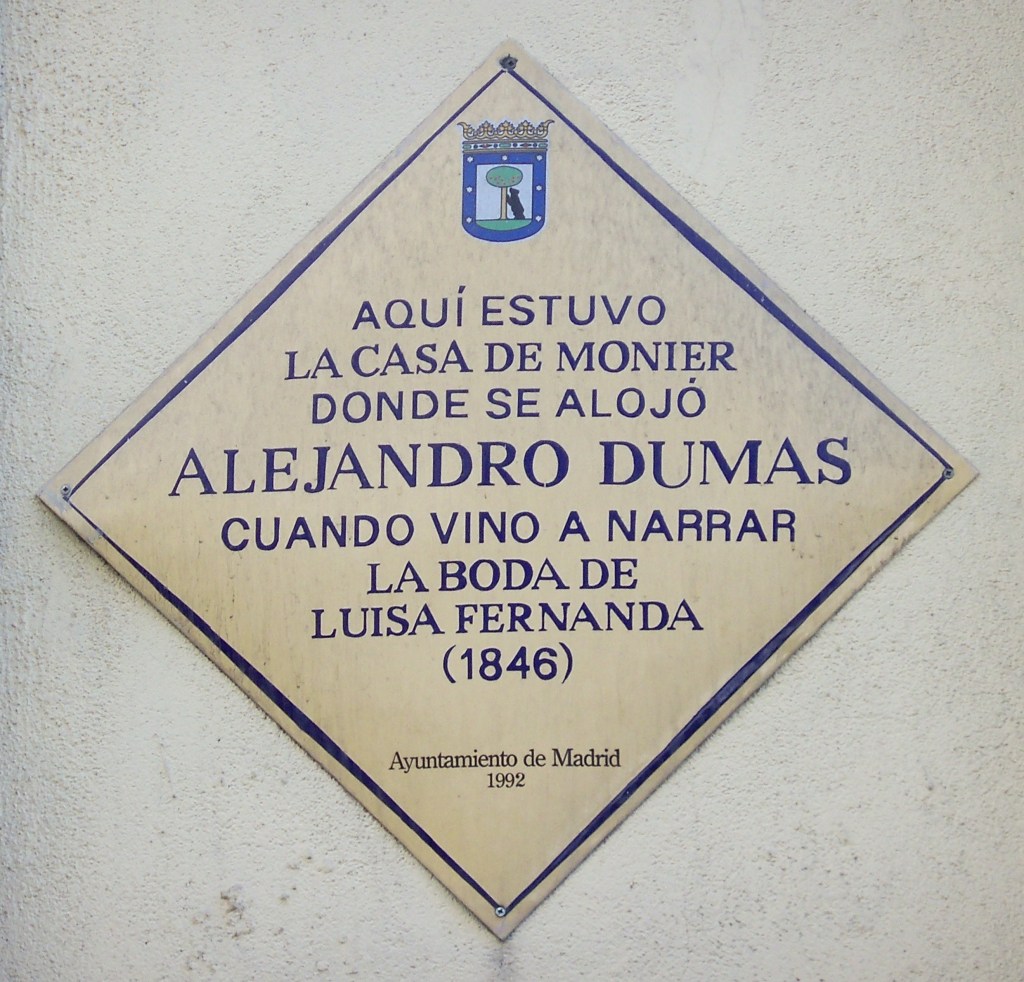 AQUÍ ESTUVO
LA CASA DE MONIER
DONDE SE ALOJÓ
ALEJANDRO DUMAS
CUANDO VINO A NARRAR
LA BODA DE
LUISA FERNANDA
(1846)
Ayuntamiento de Madrid
1992